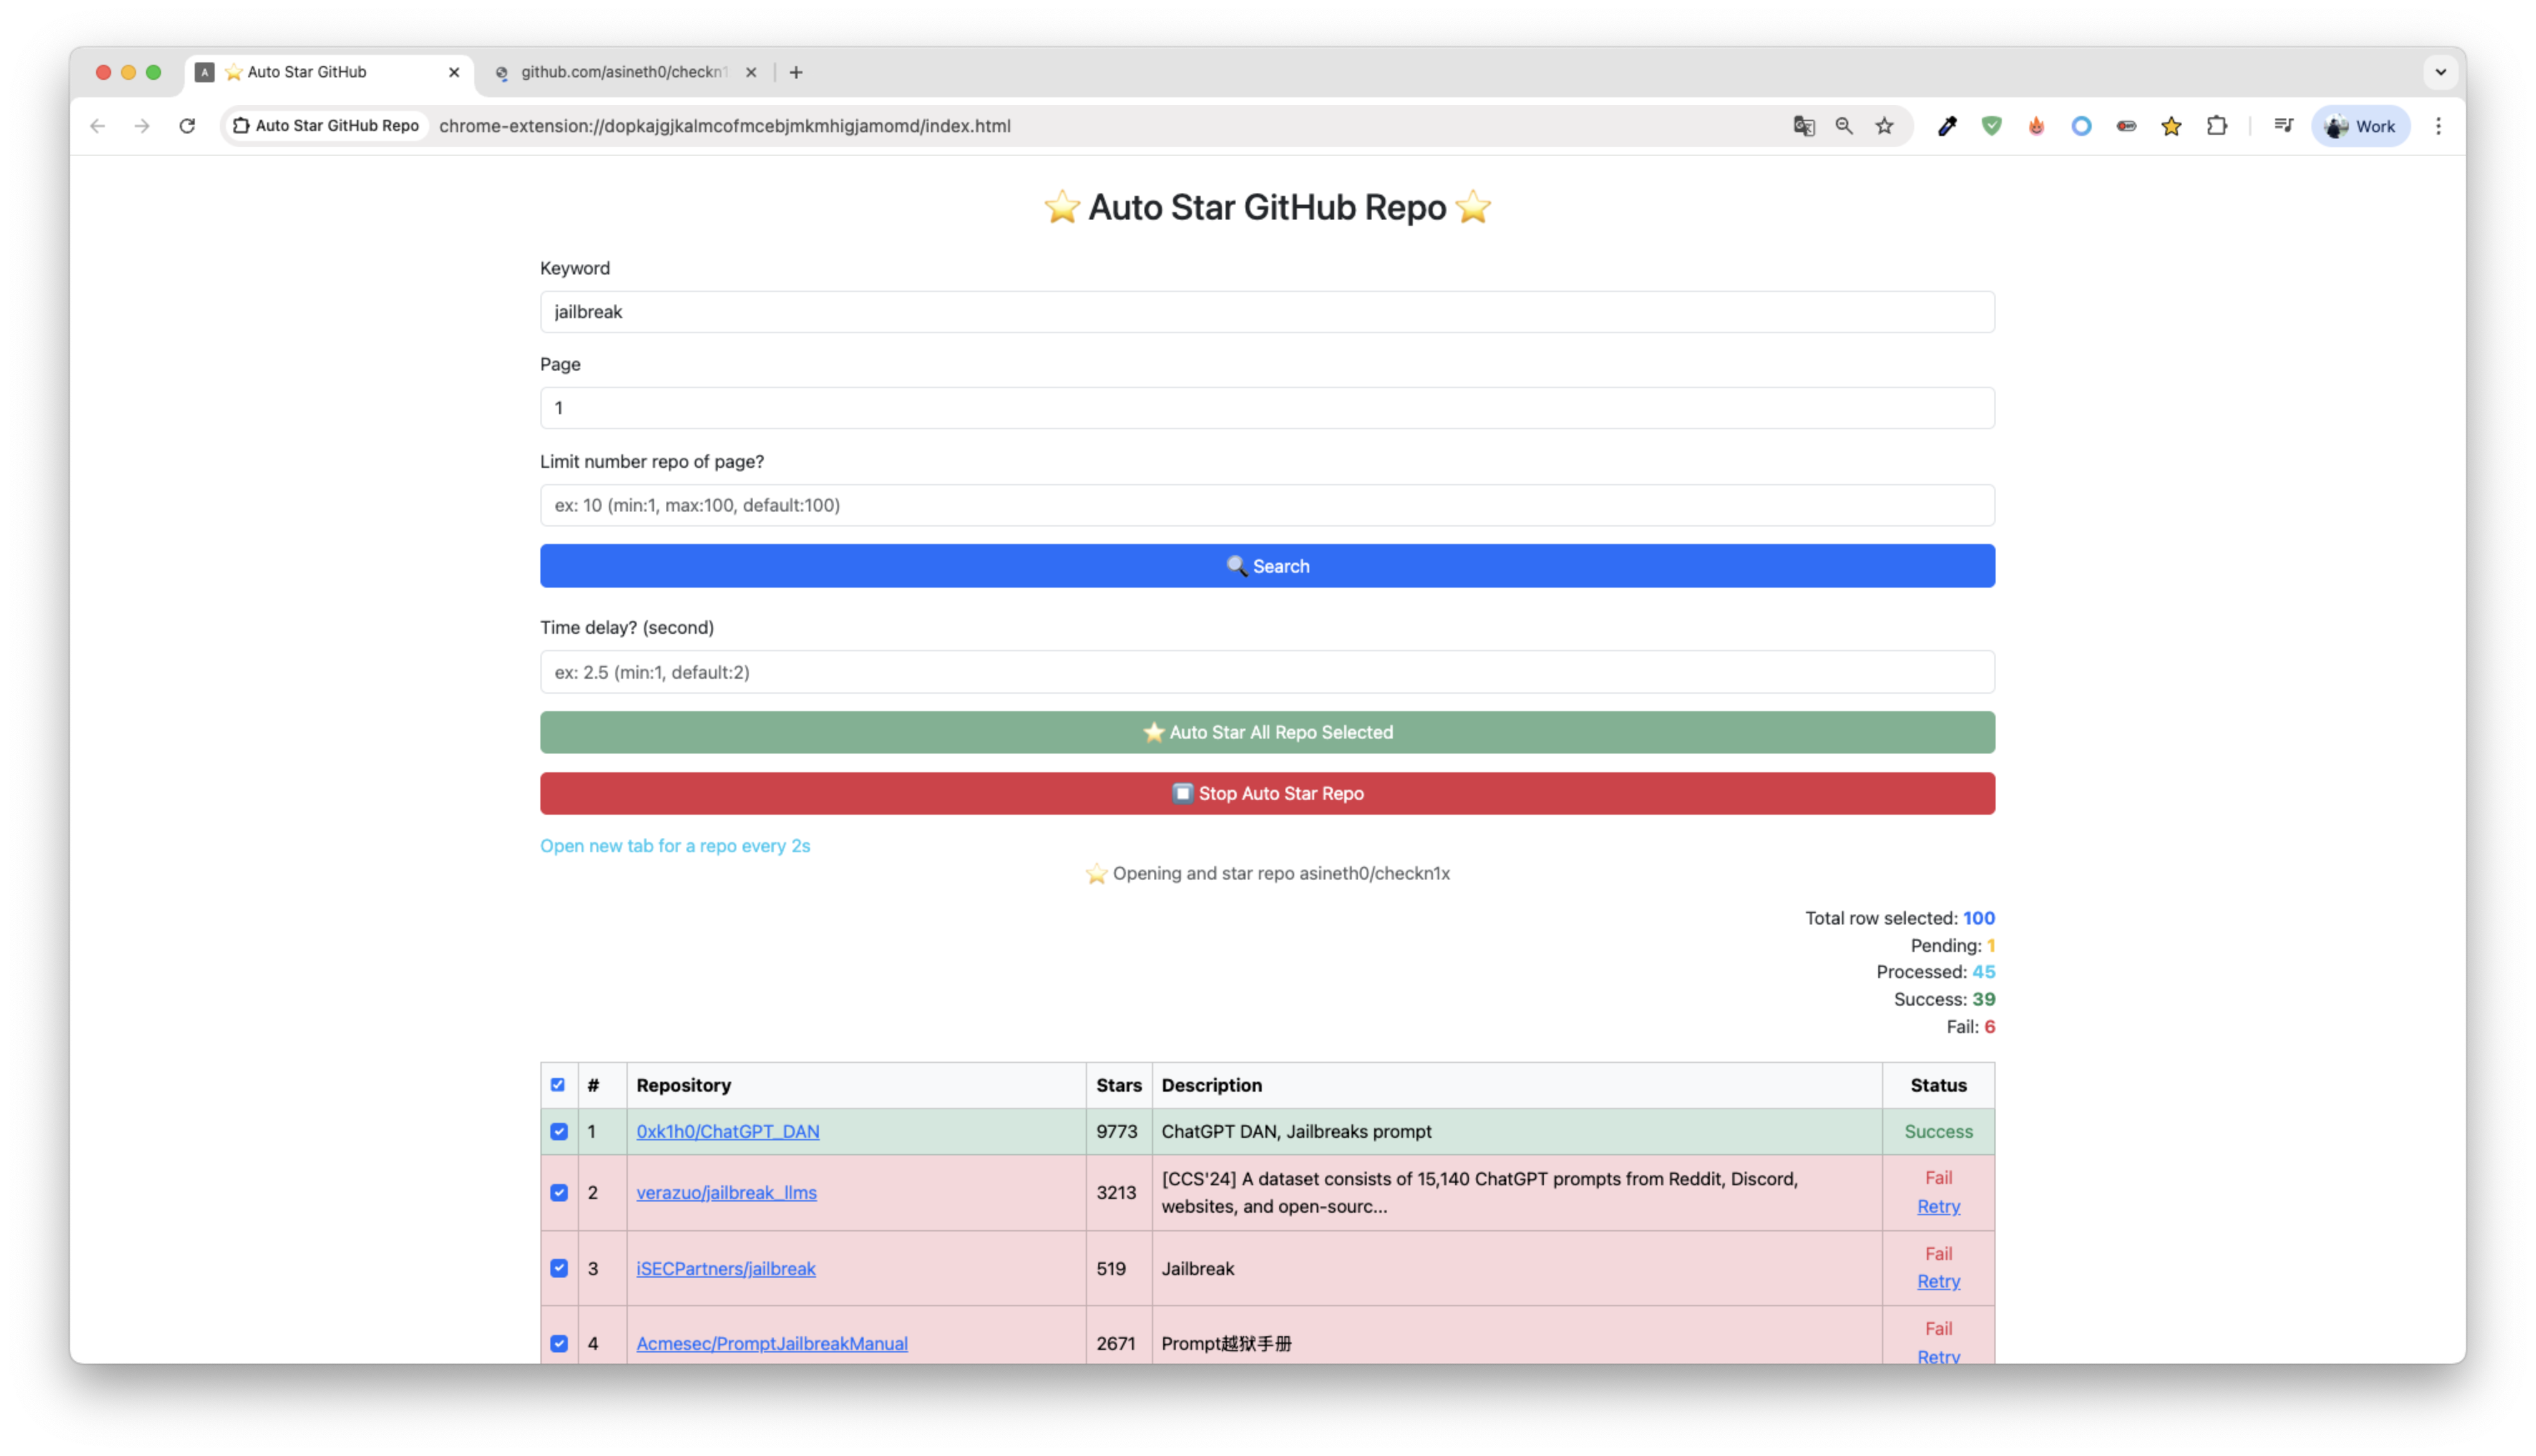 A ⭐ Auto Star GitHub
github.com/asineth0/checkn1
Auto Star GitHub Repo chrome-extension://dopkajgjkalmcofmcebjmkmhigjamomd/index.html Work
⭐ Auto Star GitHub Repo ⭐
Keyword
jailbreak
Page
1
Limit number repo of page?
ex: 10 (min:1, max:100, default:100)
🔍 Search
Time delay? (second)
ex: 2.5 (min:1, default:2)
⭐ Auto Star All Repo Selected
⏹️ Stop Auto Star Repo
Open new tab for a repo every 2s
⭐ Opening and star repo asineth0/checkn1x
Total row selected: 100
Pending: 1
Processed: 45
Success: 39
Fail: 6
# Repository Stars Description Status
1 0xk1h0/ChatGPT_DAN 9773 ChatGPT DAN, Jailbreaks prompt Success
2 verazuo/jailbreak_llms 3213 [CCS'24] A dataset consists of 15,140 ChatGPT prompts from Reddit, Discord,
websites, and open-sourc...
Fail
Retry
3 iSECPartners/jailbreak 519 Jailbreak
Fail
Retry
4 Acmesec/PromptJailbreakManual 2671 Prompt越狱手册
Fail
Retry